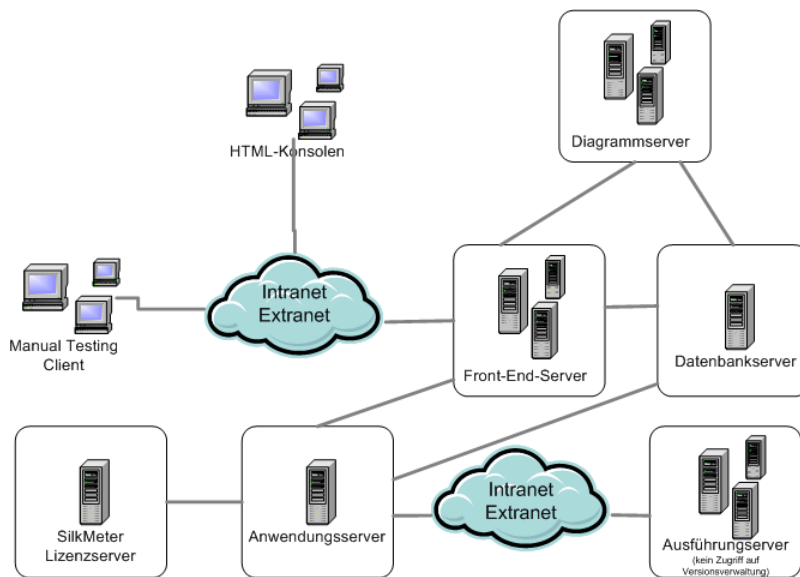 Diagrammserver
HTML-Konsolen
Intranet
Extranet
Manual Testing
Client
Front-End-Server
Datenbankserver
SilkMeter
Lizenzserver
Anwendungsserver
Intranet
Extranet
Ausführungserver
(kein Zugriff auf
Versionsverwaltung)